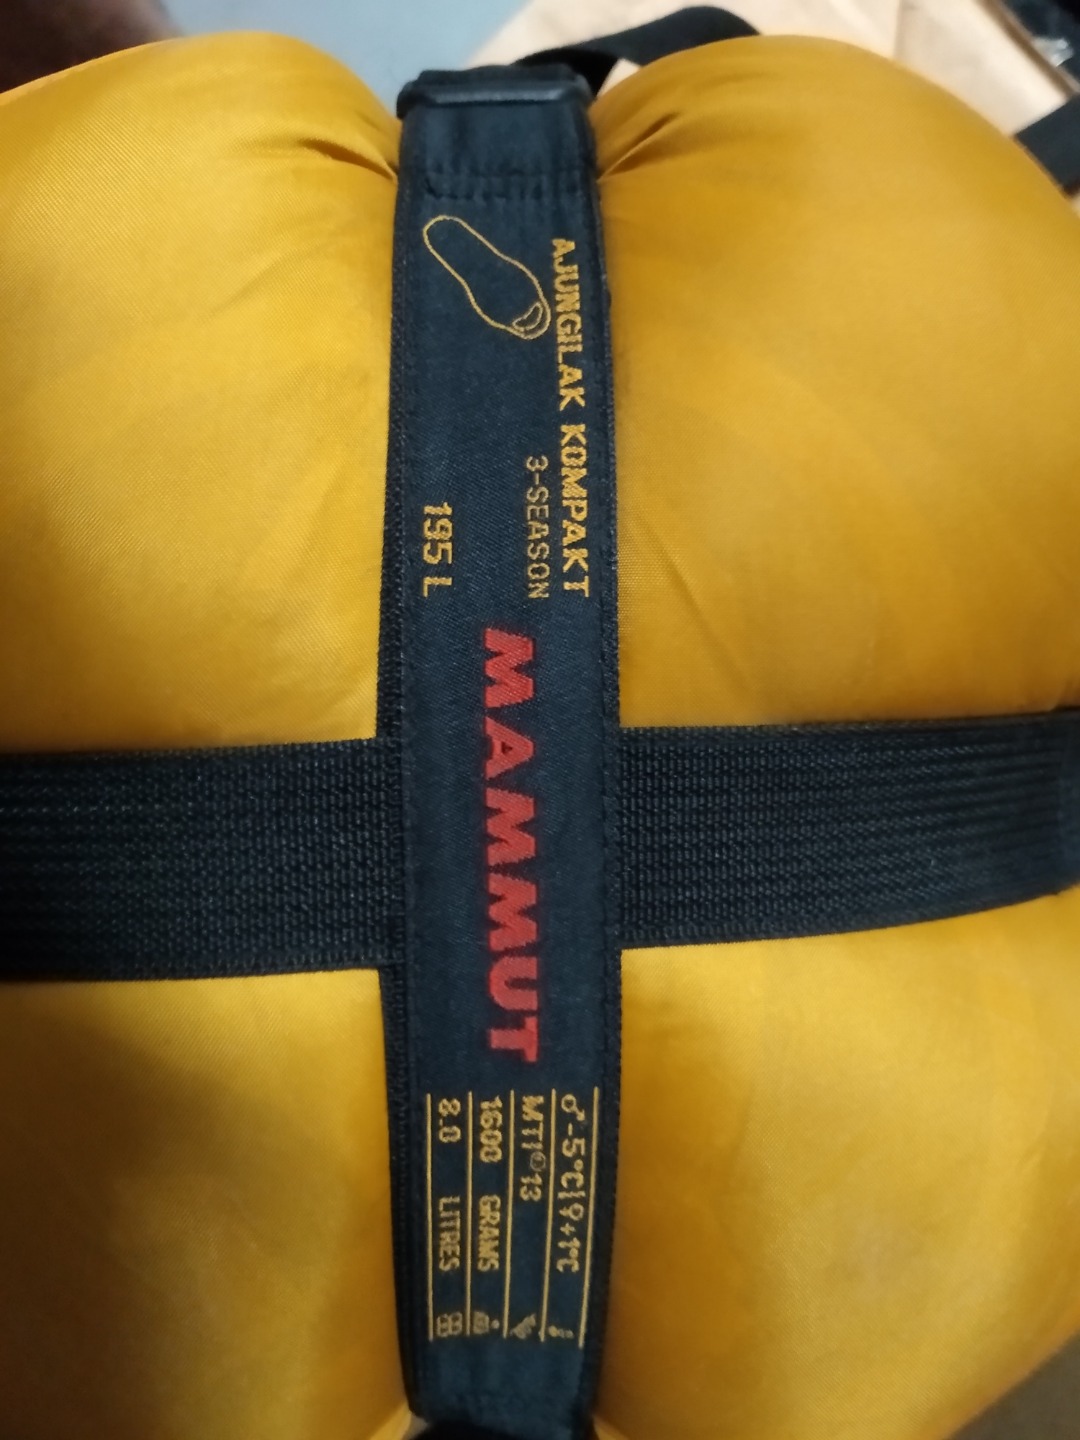 AJUNGILAK KOMPAKT
3-SEASON
195 L
MAMMUT
♂-5°C|♀+1°C
MTI® 13
1600 GRAMS
8.0 LITRES